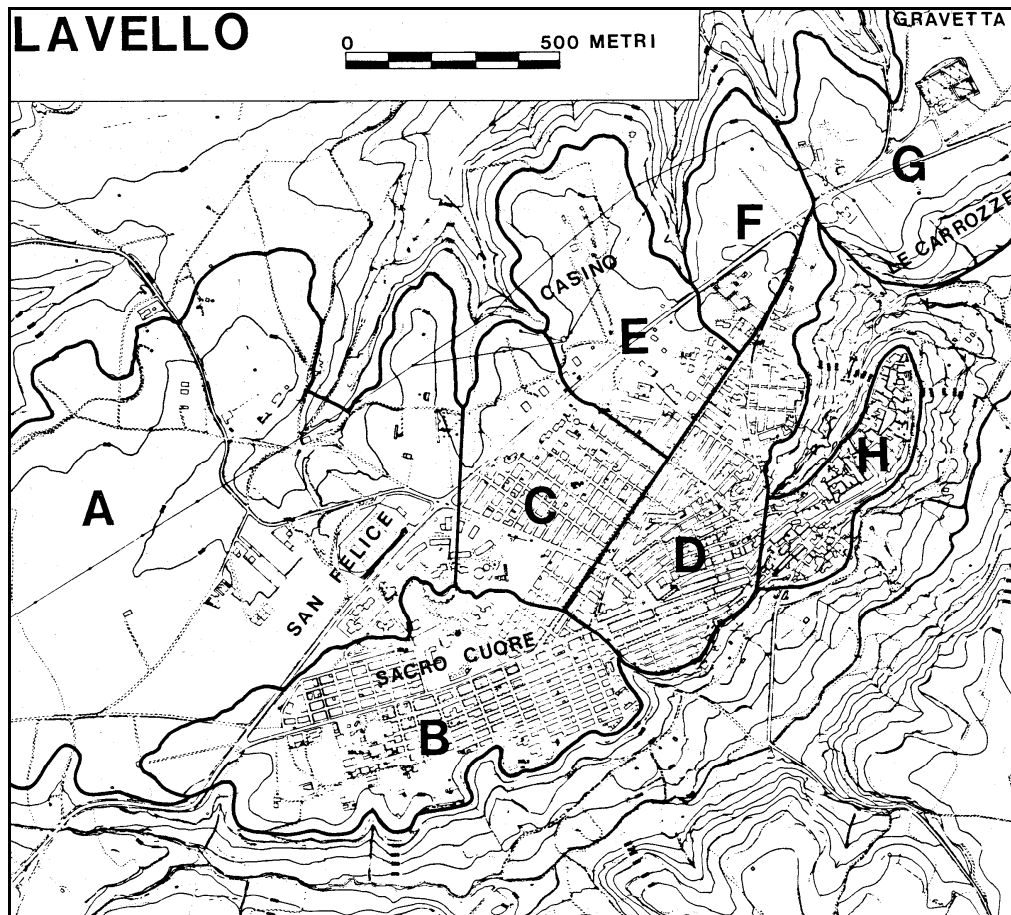 LAVELLO
0 500 METRI
GRAVETTA
G
LE CARROZZE
F
CASINO
E
H
A
C
SAN FELICE
D
SACRO CUORE
B